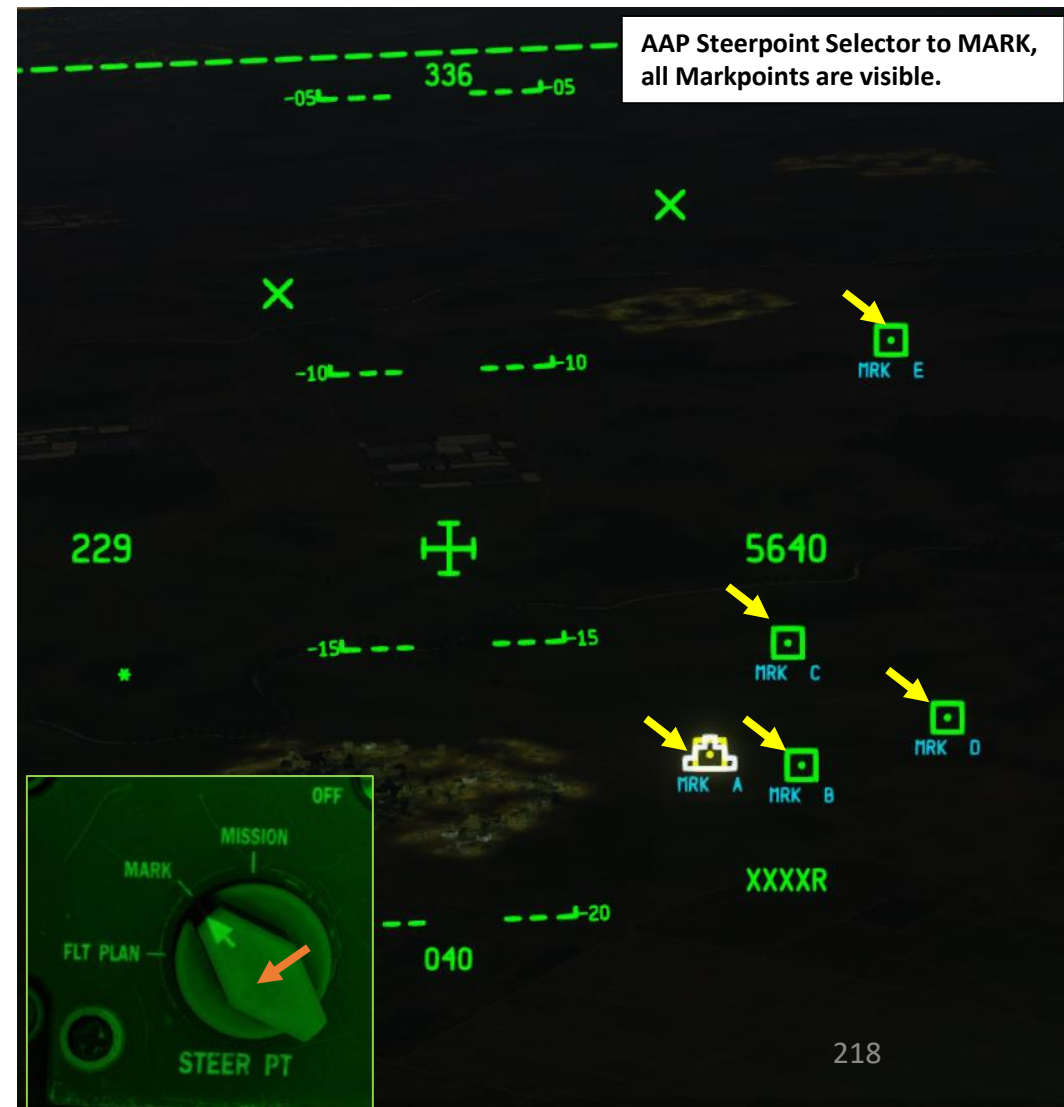 AAP Steerpoint Selector to MARK,
all Markpoints are visible.
336
-05 -05
MRK E
-10 -10
229 5640
-15 -15
MRK C
*
MRK D
MRK A MRK B
XXXXR
-20
040
OFF
MISSION
MARK
FLT PLAN
STEER PT
218